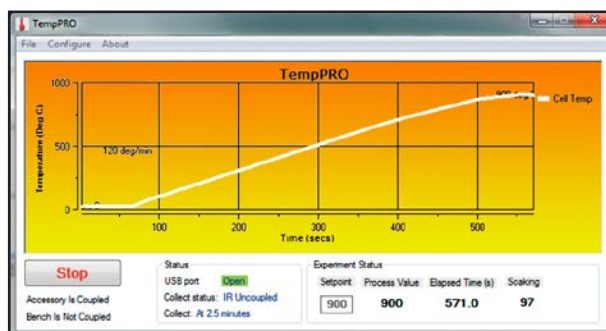 TempPRO
File Configure About
TempPRO
1000
500
0
Temperature (Deg C)
120 deg/min
Cell Temp
100 200 300 400 500
Time (secs)
Stop
Accessory Is Coupled
Bench Is Not Coupled
Status
USB port Open
Collect status: IR Uncoupled
Collect: At 2.5 minutes
Experiment Status
Setpoint Process Value Elapsed Time (s) Soaking
900 900 571.0 97